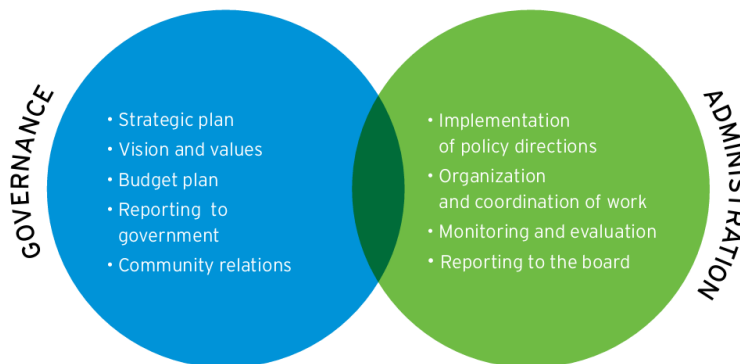 GOVERNANCE
• Strategic plan
• Vision and values
• Budget plan
• Reporting to
government
• Community relations
ADMINISTRATION
• Implementation
of policy directions
• Organization
and coordination of work
• Monitoring and evaluation
• Reporting to the board